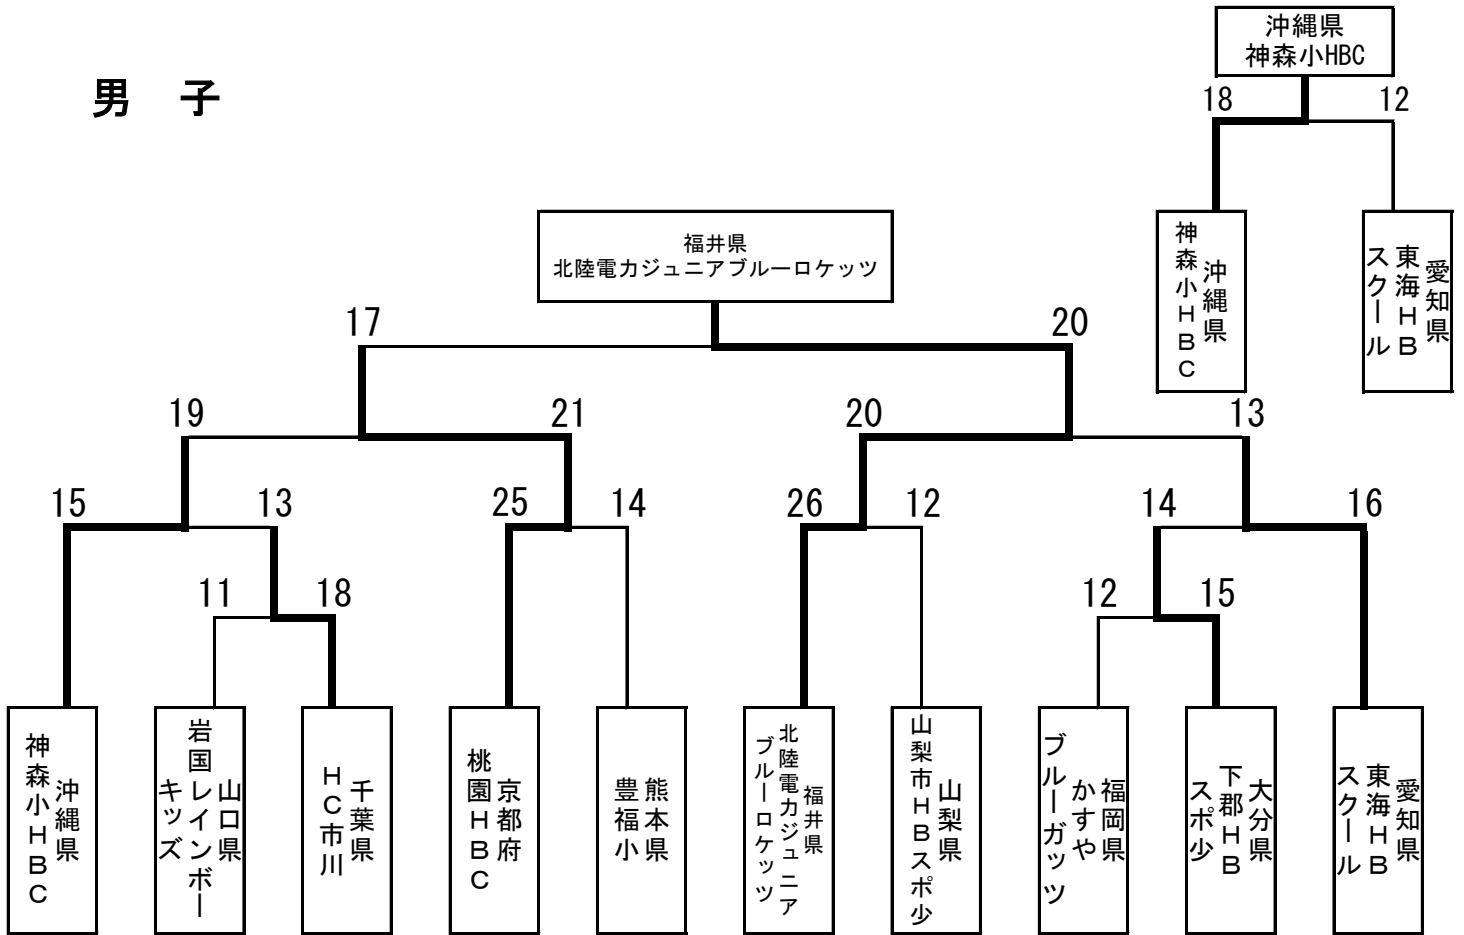 沖縄県
神森小HBC
男　子
18
12
沖縄県
神森小ＨＢＣ
愛知県
東海ＨＢ
スクール
福井県
北陸電力ジュニアブルーロケッツ
17
20
19
21
20
13
15
13
25
14
26
12
14
16
11
18
12
15
沖縄県
神森小ＨＢＣ
山口県
岩国レインボー
キッズ
千葉県
ＨＣ市川
京都府
桃園ＨＢＣ
熊本県
豊福小
福井県
北陸電力ジュニア
ブルーロケッツ
山梨県
山梨市ＨＢスポ少
福岡県
かすや
ブルーガッツ
大分県
下郡ＨＢ
スポ少
愛知県
東海ＨＢ
スクール